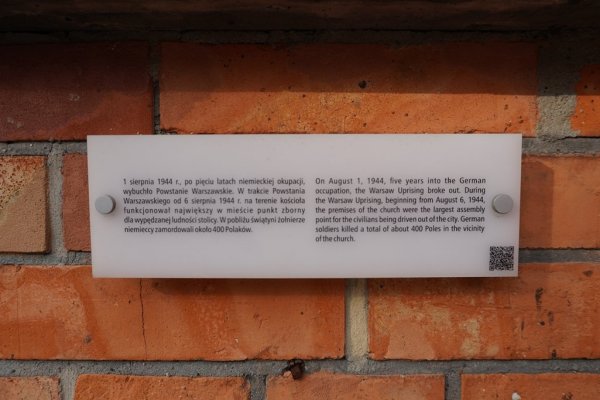 1 sierpnia 1944 r., po pięciu latach niemieckiej okupacji,
wybuchło Powstanie Warszawskie. W trakcie Powstania
Warszawskiego od 6 sierpnia 1944 r. na terenie kościoła
funkcjonował największy w mieście punkt zborny
dla wypędzanej ludności stolicy. W pobliżu świątyni żołnierze
niemieccy zamordowali około 400 Polaków.
On August 1, 1944, five years into the German
occupation, the Warsaw Uprising broke out. During
the Warsaw Uprising, beginning from August 6, 1944,
the premises of the church were the largest assembly
point for the civilians being driven out of the city. German
soldiers killed a total of about 400 Poles in the vicinity
of the church.